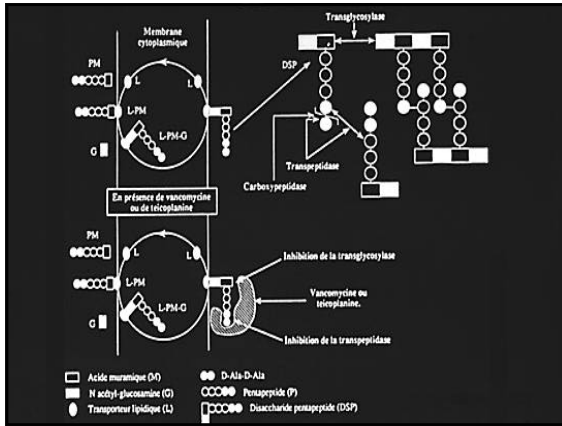 Membrane
cytoplasmique
Transglycosylase
PM
L
L
DSP
L-PM
L-PM-G
G
Transpeptidase
Carboxypeptidase
En présence de vancomycine
ou de teicoplanine
PM
L
L
Inhibition de la transglycosylase
L-PM
L-PM-G
Vancomycine ou
teicoplanine.
G
Inhibition de la transpeptidase
Acide muramique (M)
D-Ala-D-Ala
N acétyl-glucosamine (G)
Pentapeptide (P)
Transporteur lipidique (L)
Disaccharide pentapeptide (DSP)